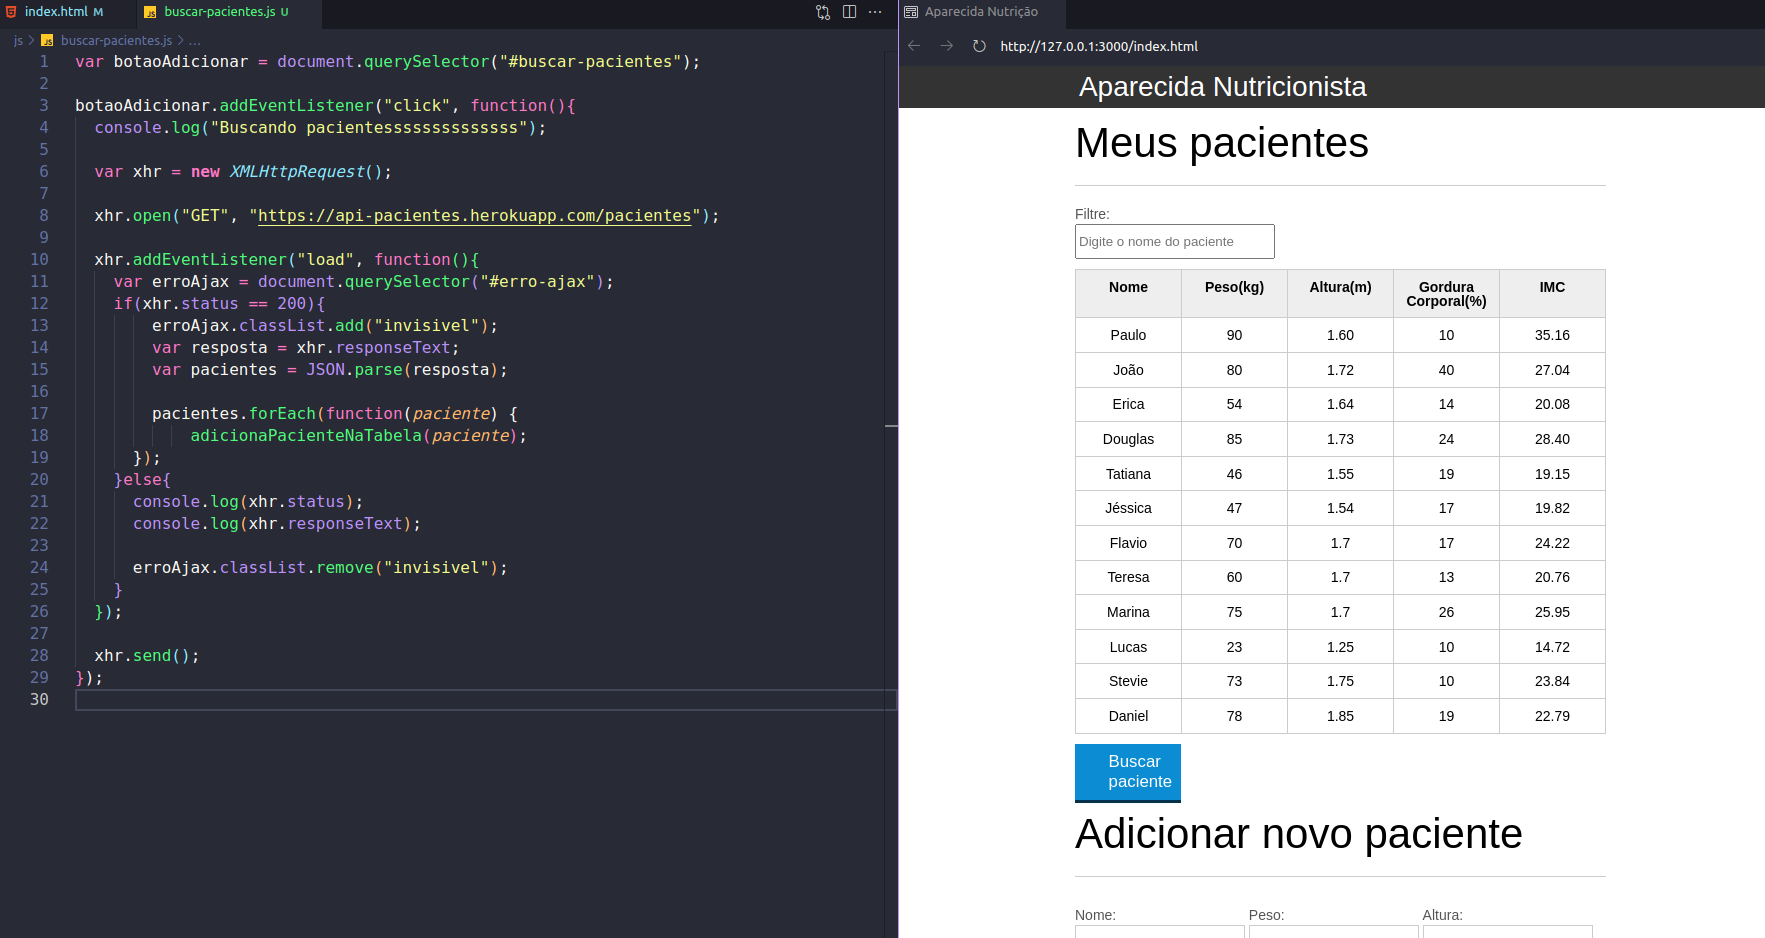 index.html M
buscar-pacientes.js U
js > buscar-pacientes.js > ...
1 var botaoAdicionar = document.querySelector("#buscar-pacientes");
2
3 botaoAdicionar.addEventListener("click", function(){
4 console.log("Buscando pacientessssssssssssss");
5
6 var xhr = new XMLHttpRequest();
7
8 xhr.open("GET", "https://api-pacientes.herokuapp.com/pacientes");
9
10 xhr.addEventListener("load", function(){
11 var erroAjax = document.querySelector("#erro-ajax");
12 if(xhr.status == 200){
13 erroAjax.classList.add("invisivel");
14 var resposta = xhr.responseText;
15 var pacientes = JSON.parse(resposta);
16
17 pacientes.forEach(function(paciente) {
18 adicionaPacienteNaTabela(paciente);
19 });
20 }else{
21 console.log(xhr.status);
22 console.log(xhr.responseText);
23
24 erroAjax.classList.remove("invisivel");
25 }
26 });
27
28 xhr.send();
29 });
30
Aparecida Nutrição
http://127.0.0.1:3000/index.html
Aparecida Nutricionista
Meus pacientes
Filtre:
Digite o nome do paciente
Nome Peso(kg) Altura(m) Gordura Corporal(%) IMC
Paulo 90 1.60 10 35.16
João 80 1.72 40 27.04
Erica 54 1.64 14 20.08
Douglas 85 1.73 24 28.40
Tatiana 46 1.55 19 19.15
Jéssica 47 1.54 17 19.82
Flavio 70 1.7 17 24.22
Teresa 60 1.7 13 20.76
Marina 75 1.7 26 25.95
Lucas 23 1.25 10 14.72
Stevie 73 1.75 10 23.84
Daniel 78 1.85 19 22.79
Buscar
paciente
Adicionar novo paciente
Nome: Peso: Altura: